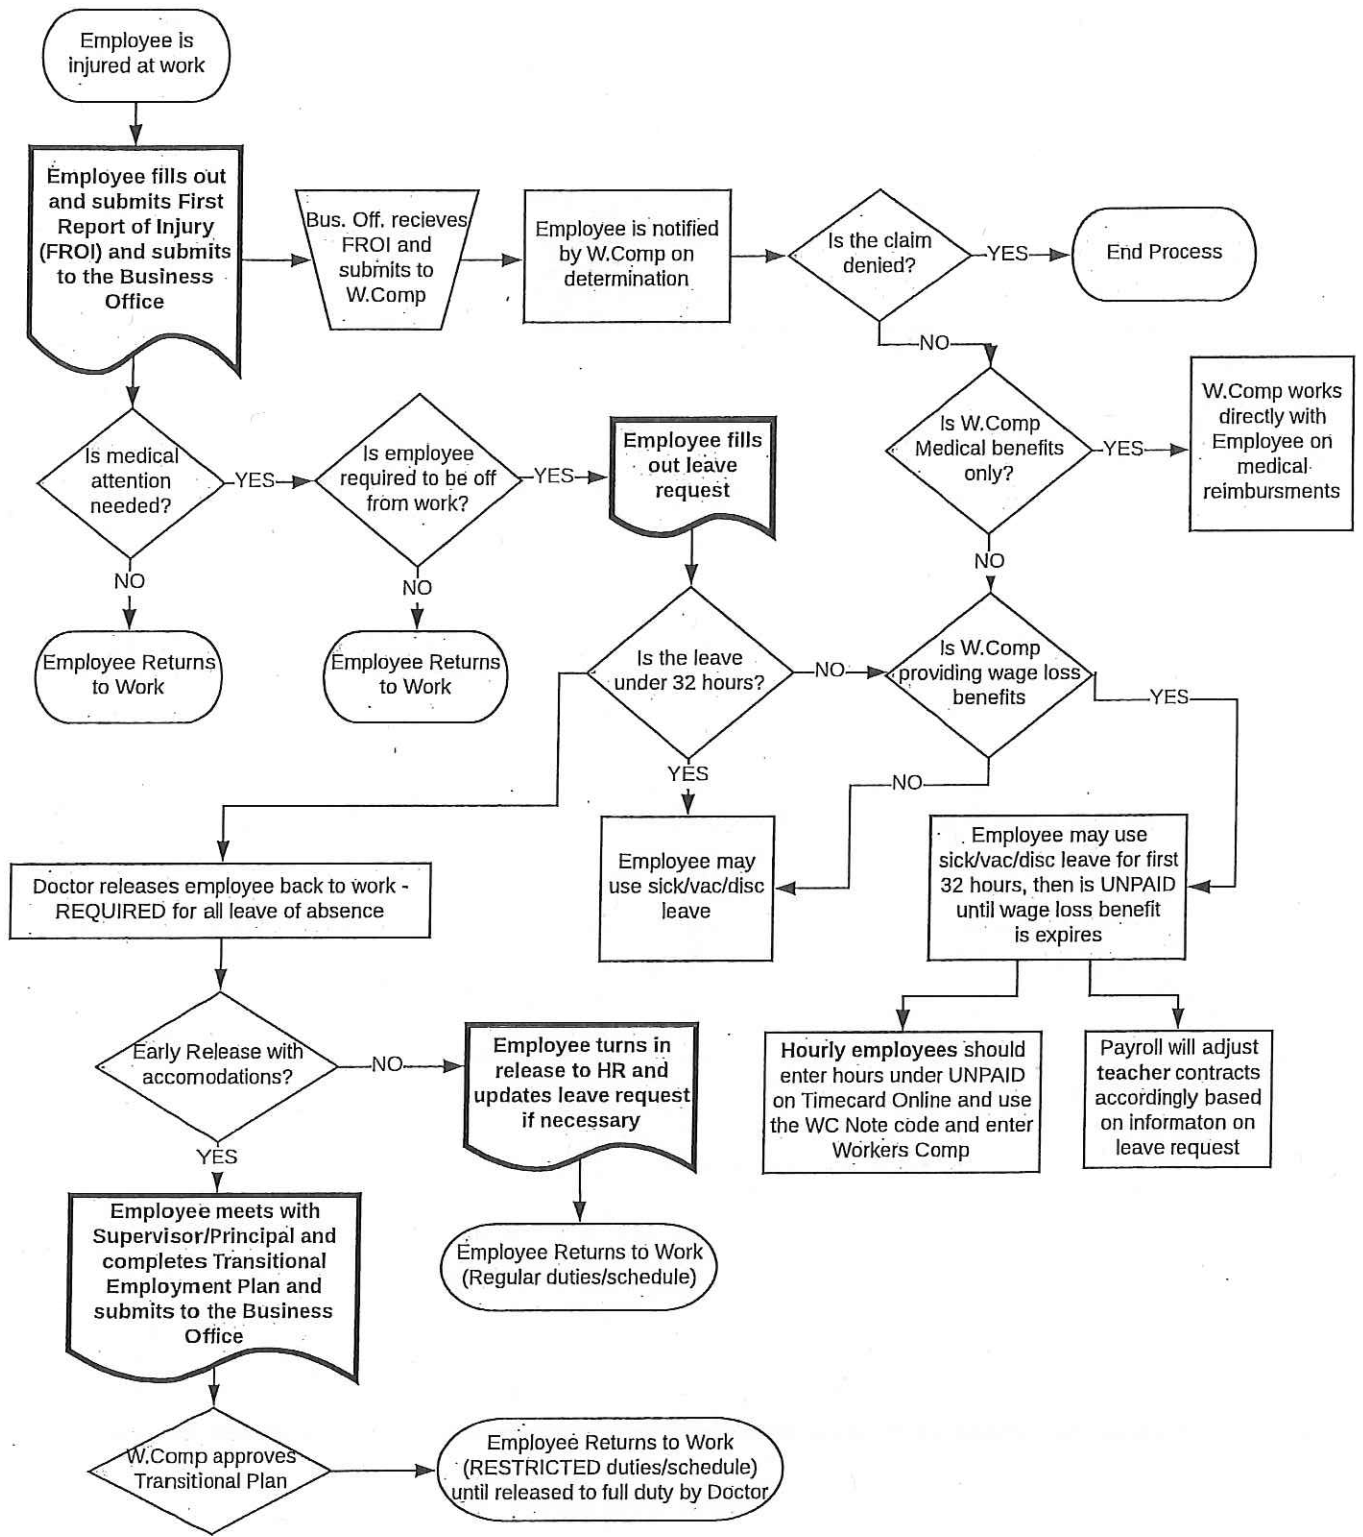 Employee is
injured at work
Employee fills out
and submits First
Report of Injury
(FROI) and submits
to the Business
Office
Bus. Off. recieves
FROI and
submits to
W.Comp
Employee is notified
by W.Comp on
determination
Is the claim
denied?
YES
End Process
NO
Is W.Comp
Medical benefits
only?
YES
W.Comp works
directly with
Employee on
medical
reimbursments
NO
Is medical
attention
needed?
YES
Is employee
required to be off
from work?
YES
Employee fills
out leave
request
NO
Employee Returns
to Work
NO
Employee Returns
to Work
Is the leave
under 32 hours?
NO
Is W.Comp
providing wage loss
benefits
YES
YES
NO
Employee may
use sick/vac/disc
leave
Employee may use
sick/vac/disc leave for first
32 hours, then is UNPAID
until wage loss benefit
is expires
Doctor releases employee back to work -
REQUIRED for all leave of absence
Early Release with
accomodations?
NO
Employee turns in
release to HR and
updates leave request
if necessary
Hourly employees should
enter hours under UNPAID
on Timecard Online and use
the WC Note code and enter
Workers Comp
Payroll will adjust
teacher contracts
accordingly based
on informaton on
leave request
YES
Employee meets with
Supervisor/Principal and
completes Transitional
Employment Plan and
submits to the Business
Office
Employee Returns to Work
(Regular duties/schedule)
W.Comp approves
Transitional Plan
Employee Returns to Work
(RESTRICTED duties/schedule)
until released to full duty by Doctor